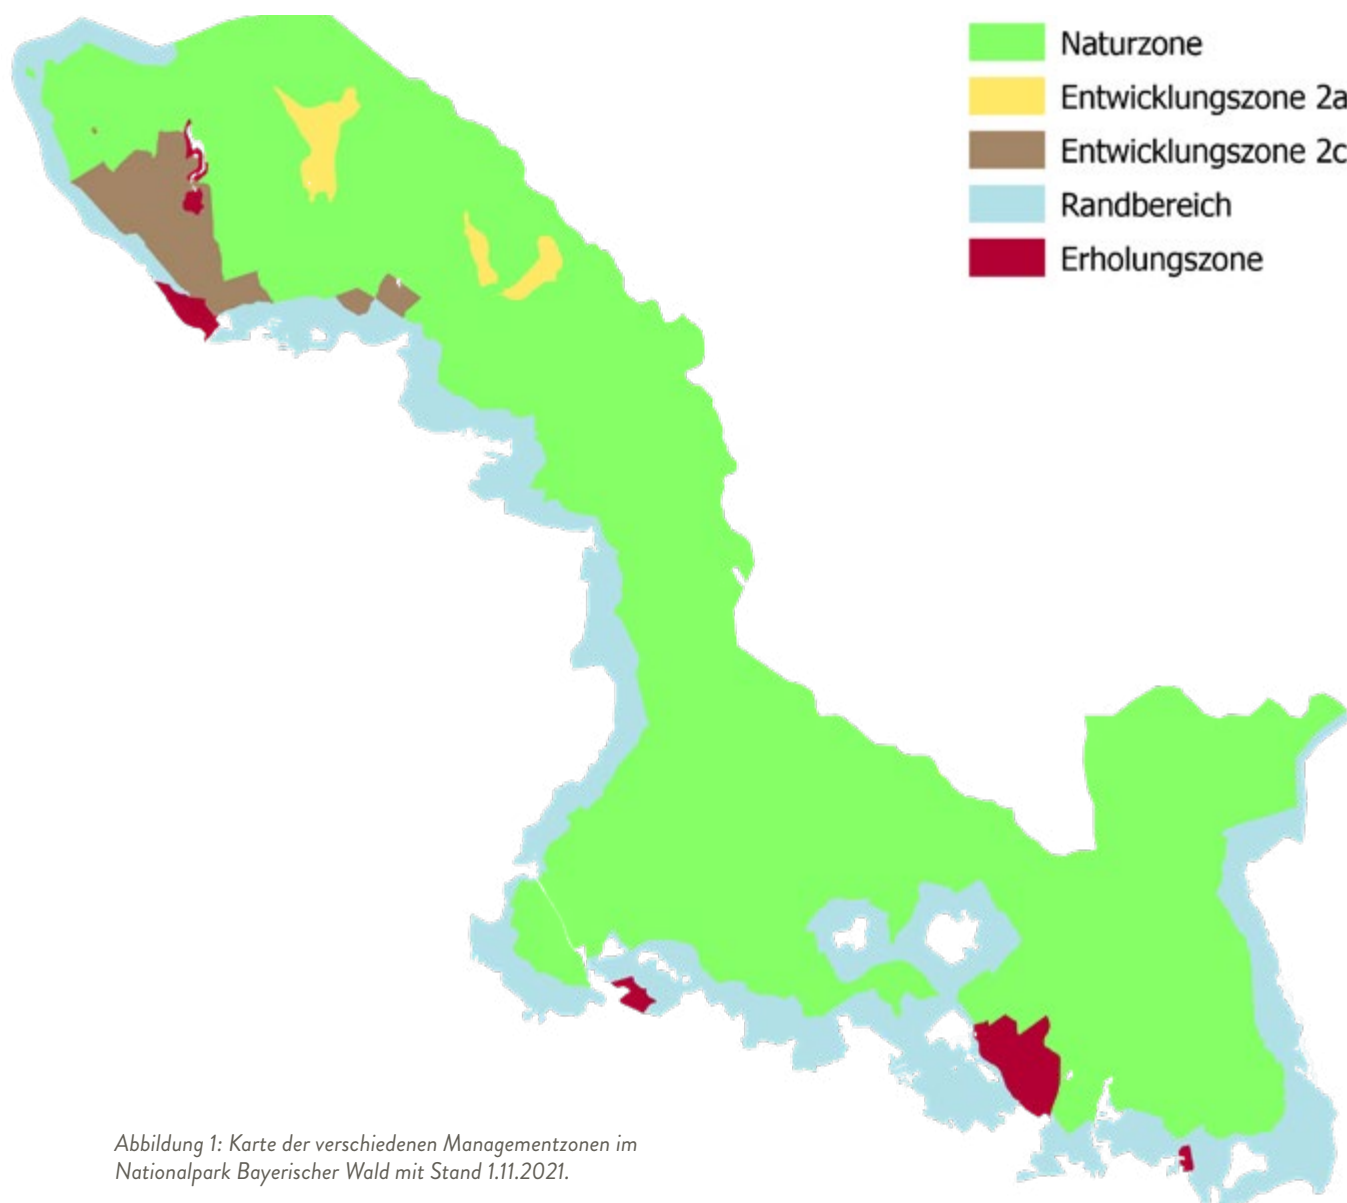 Naturzone
Entwicklungszone 2a
Entwicklungszone 2c
Randbereich
Erholungszone
Abbildung 1: Karte der verschiedenen Managementzonen im
Nationalpark Bayerischer Wald mit Stand 1.11.2021.